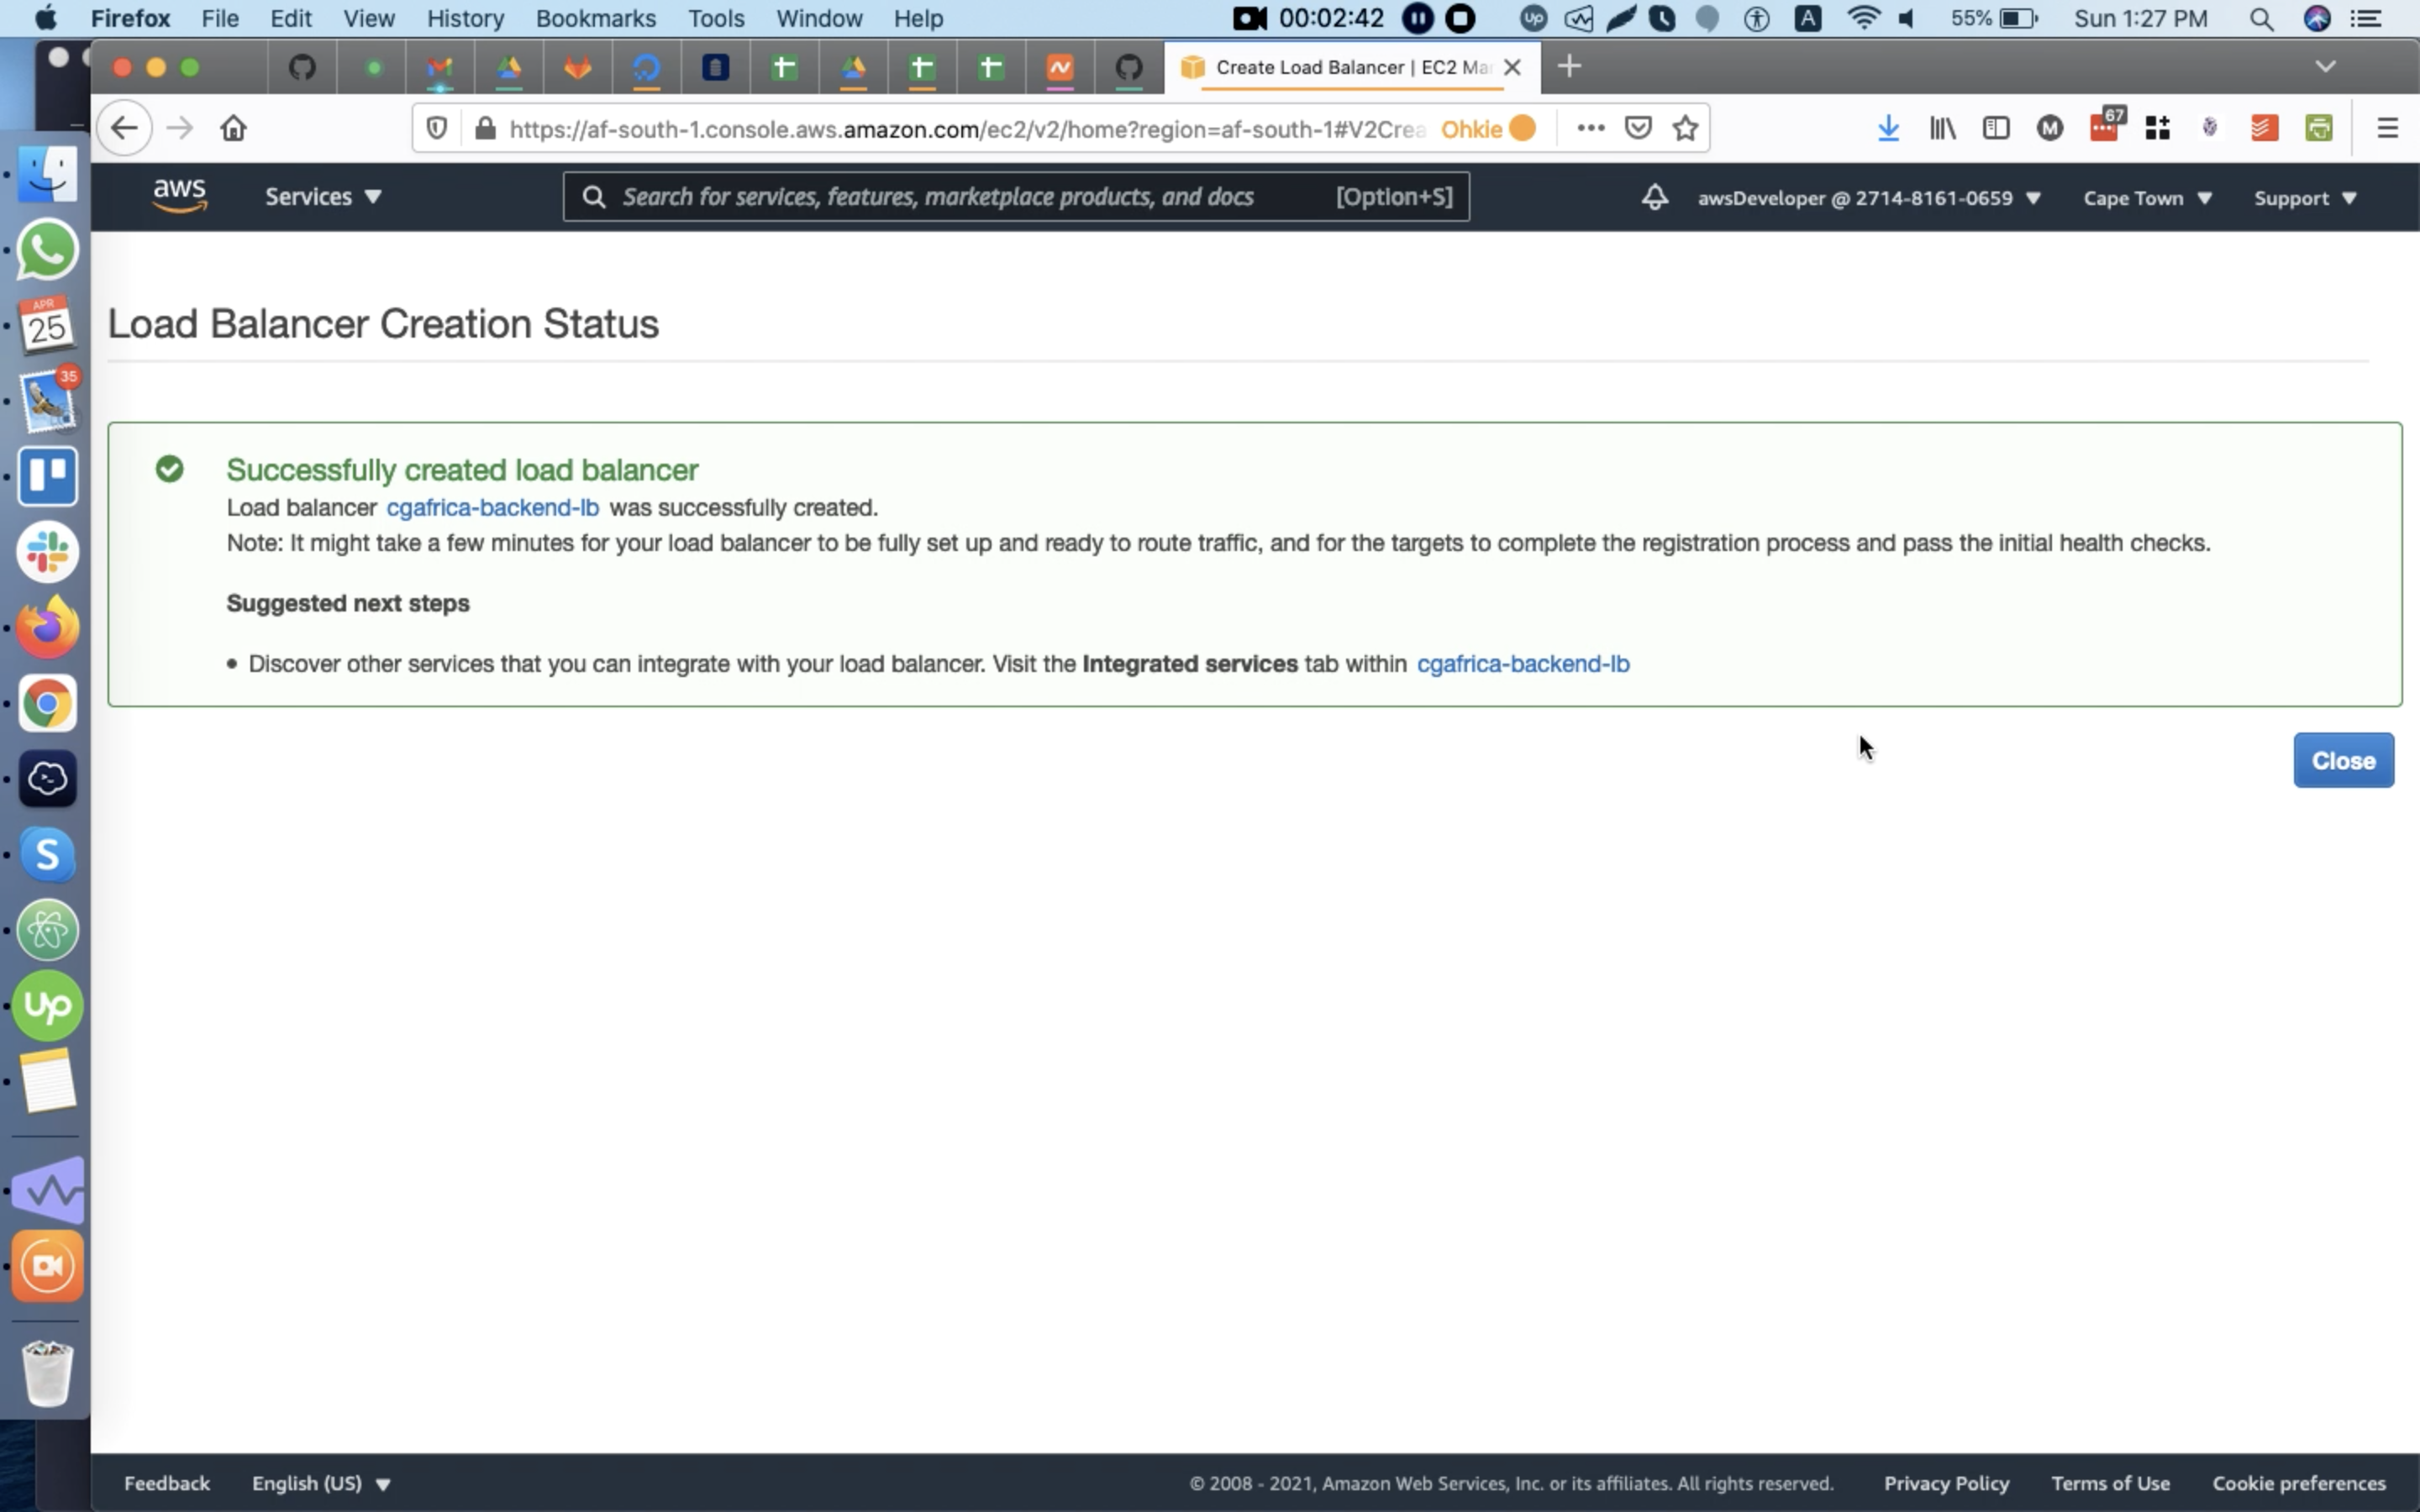 Firefox File Edit View History Bookmarks Tools Window Help 00:02:42 55% Sun 1:27 PM
Create Load Balancer | EC2 Ma
https://af-south-1.console.aws.amazon.com/ec2/v2/home?region=af-south-1#V2Crea Ohkie 67
aws Services Search for services, features, marketplace products, and docs [Option+S] awsDeveloper @ 2714-8161-0659 Cape Town Support
APR
25
35
Load Balancer Creation Status
Successfully created load balancer
Load balancer cgafrica-backend-lb was successfully created.
Note: It might take a few minutes for your load balancer to be fully set up and ready to route traffic, and for the targets to complete the registration process and pass the initial health checks.
Suggested next steps
• Discover other services that you can integrate with your load balancer. Visit the Integrated services tab within cgafrica-backend-lb
Close
up
Feedback English (US) © 2008 - 2021, Amazon Web Services, Inc. or its affiliates. All rights reserved. Privacy Policy Terms of Use Cookie preferences